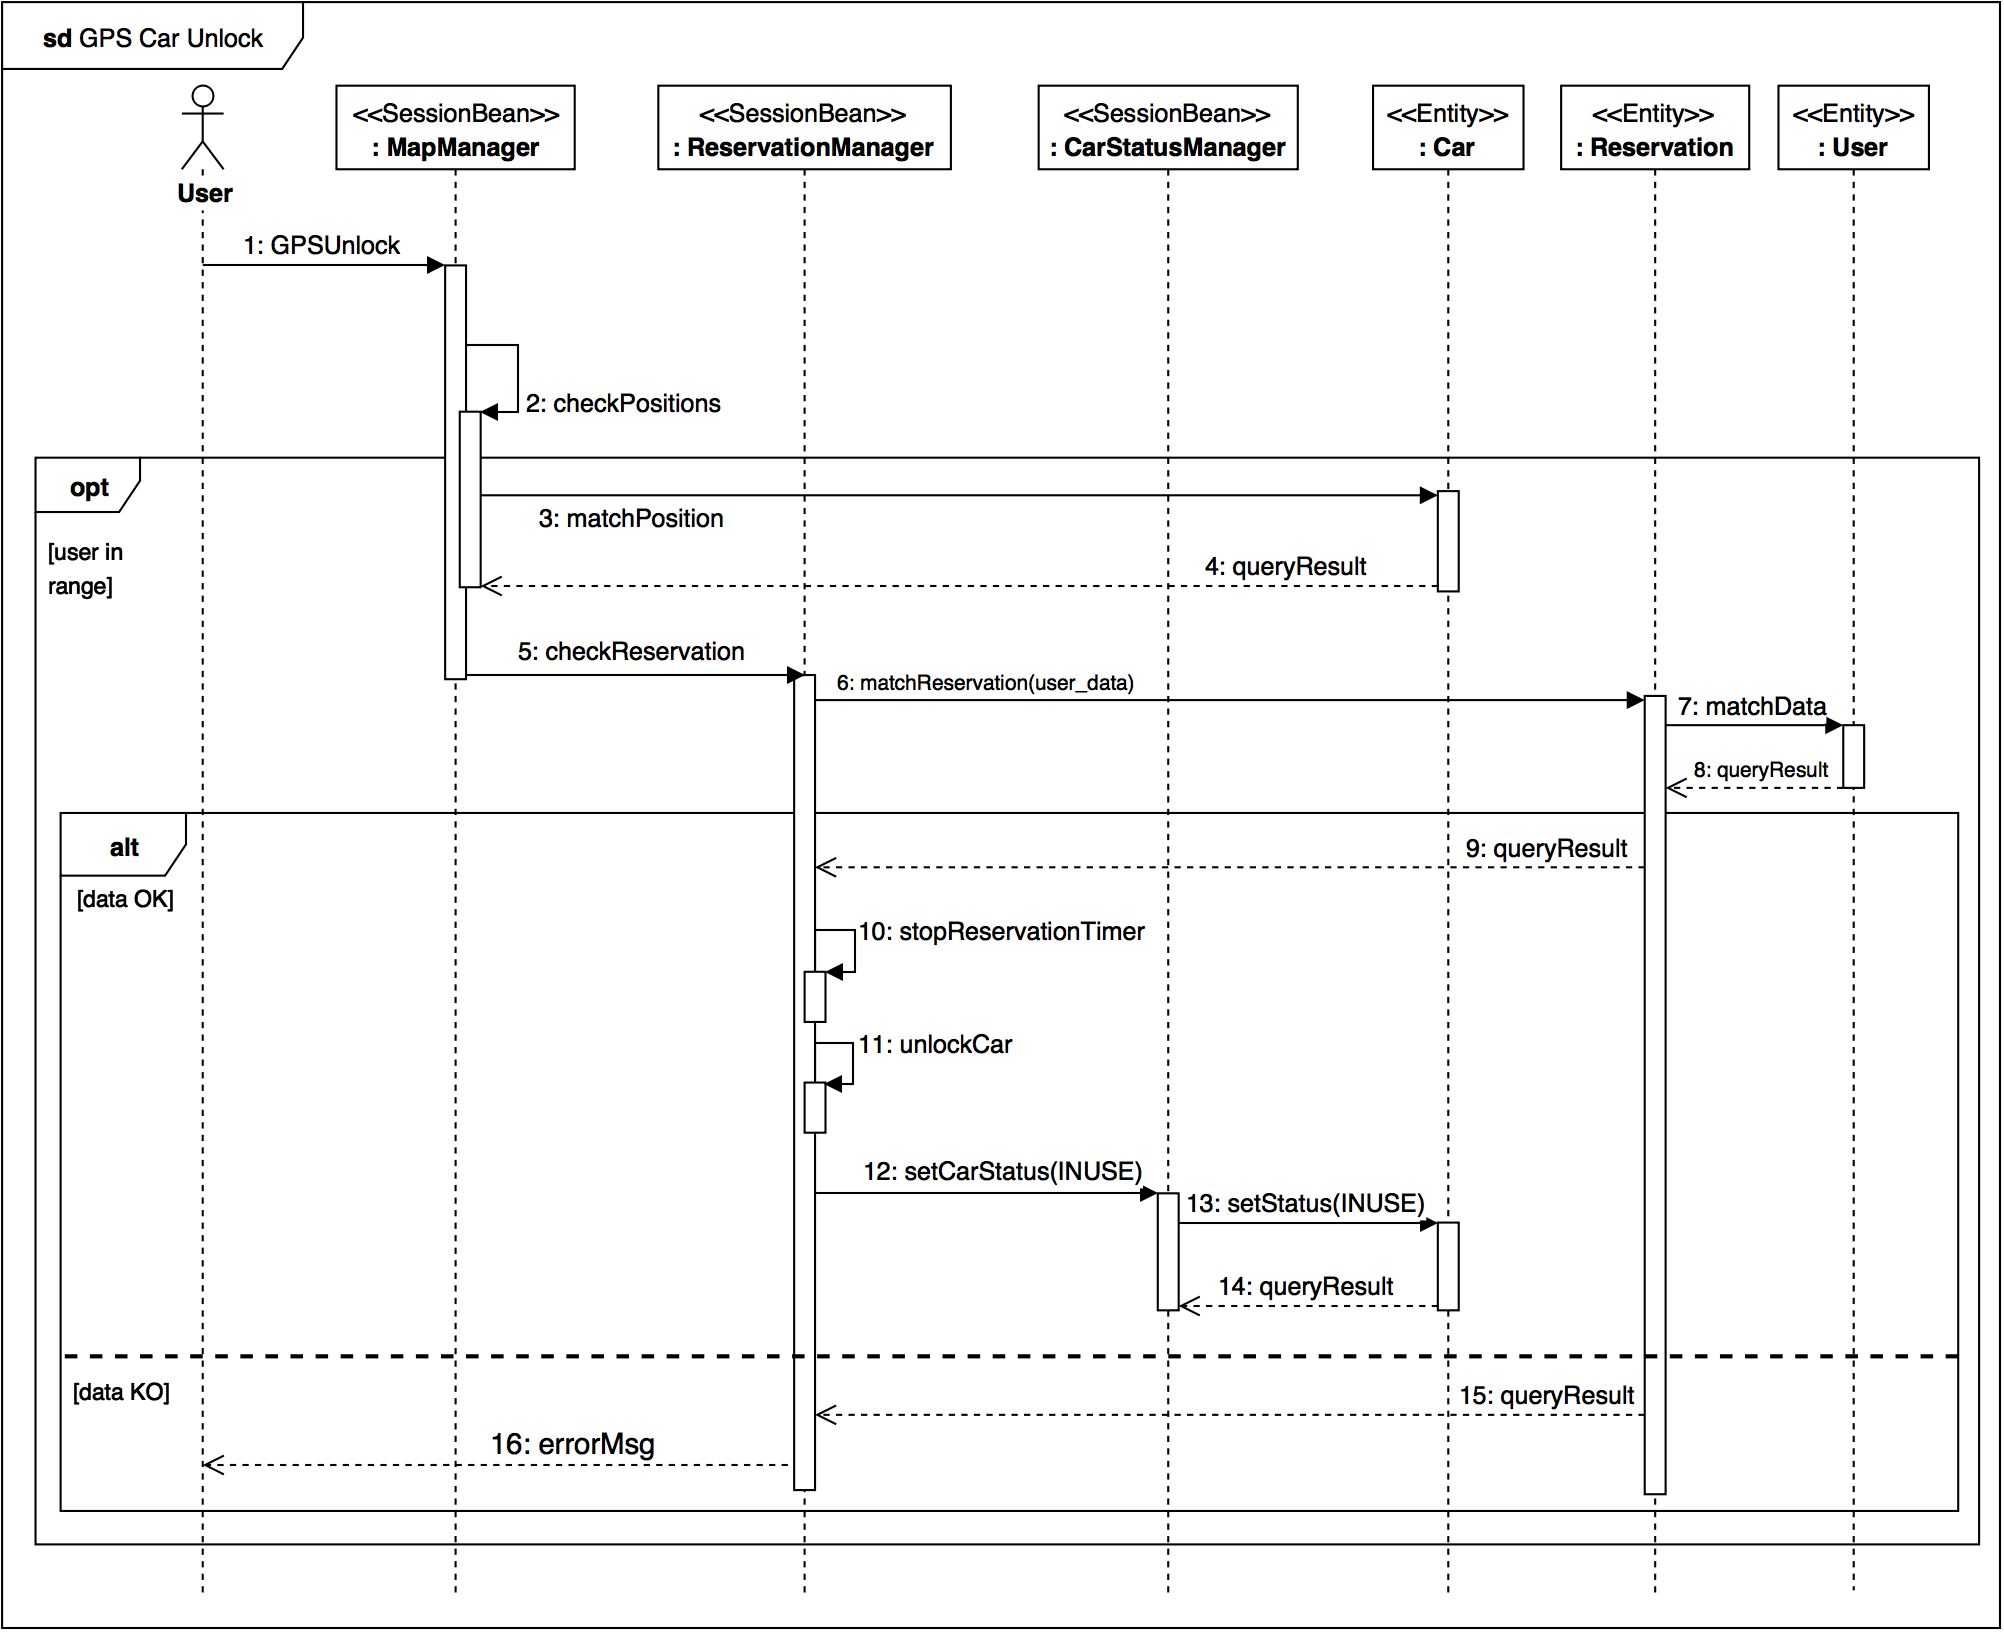 sd GPS Car Unlock
<<SessionBean>>
: MapManager
<<SessionBean>>
: ReservationManager
<<SessionBean>>
: CarStatusManager
<<Entity>>
: Car
<<Entity>>
: Reservation
<<Entity>>
: User
User
1: GPSUnlock
2: checkPositions
opt
[user in
range]
3: matchPosition
4: queryResult
5: checkReservation
6: matchReservation(user_data)
7: matchData
8: queryResult
alt
[data OK]
9: queryResult
10: stopReservationTimer
11: unlockCar
12: setCarStatus(INUSE)
13: setStatus(INUSE)
14: queryResult
[data KO]
15: queryResult
16: errorMsg